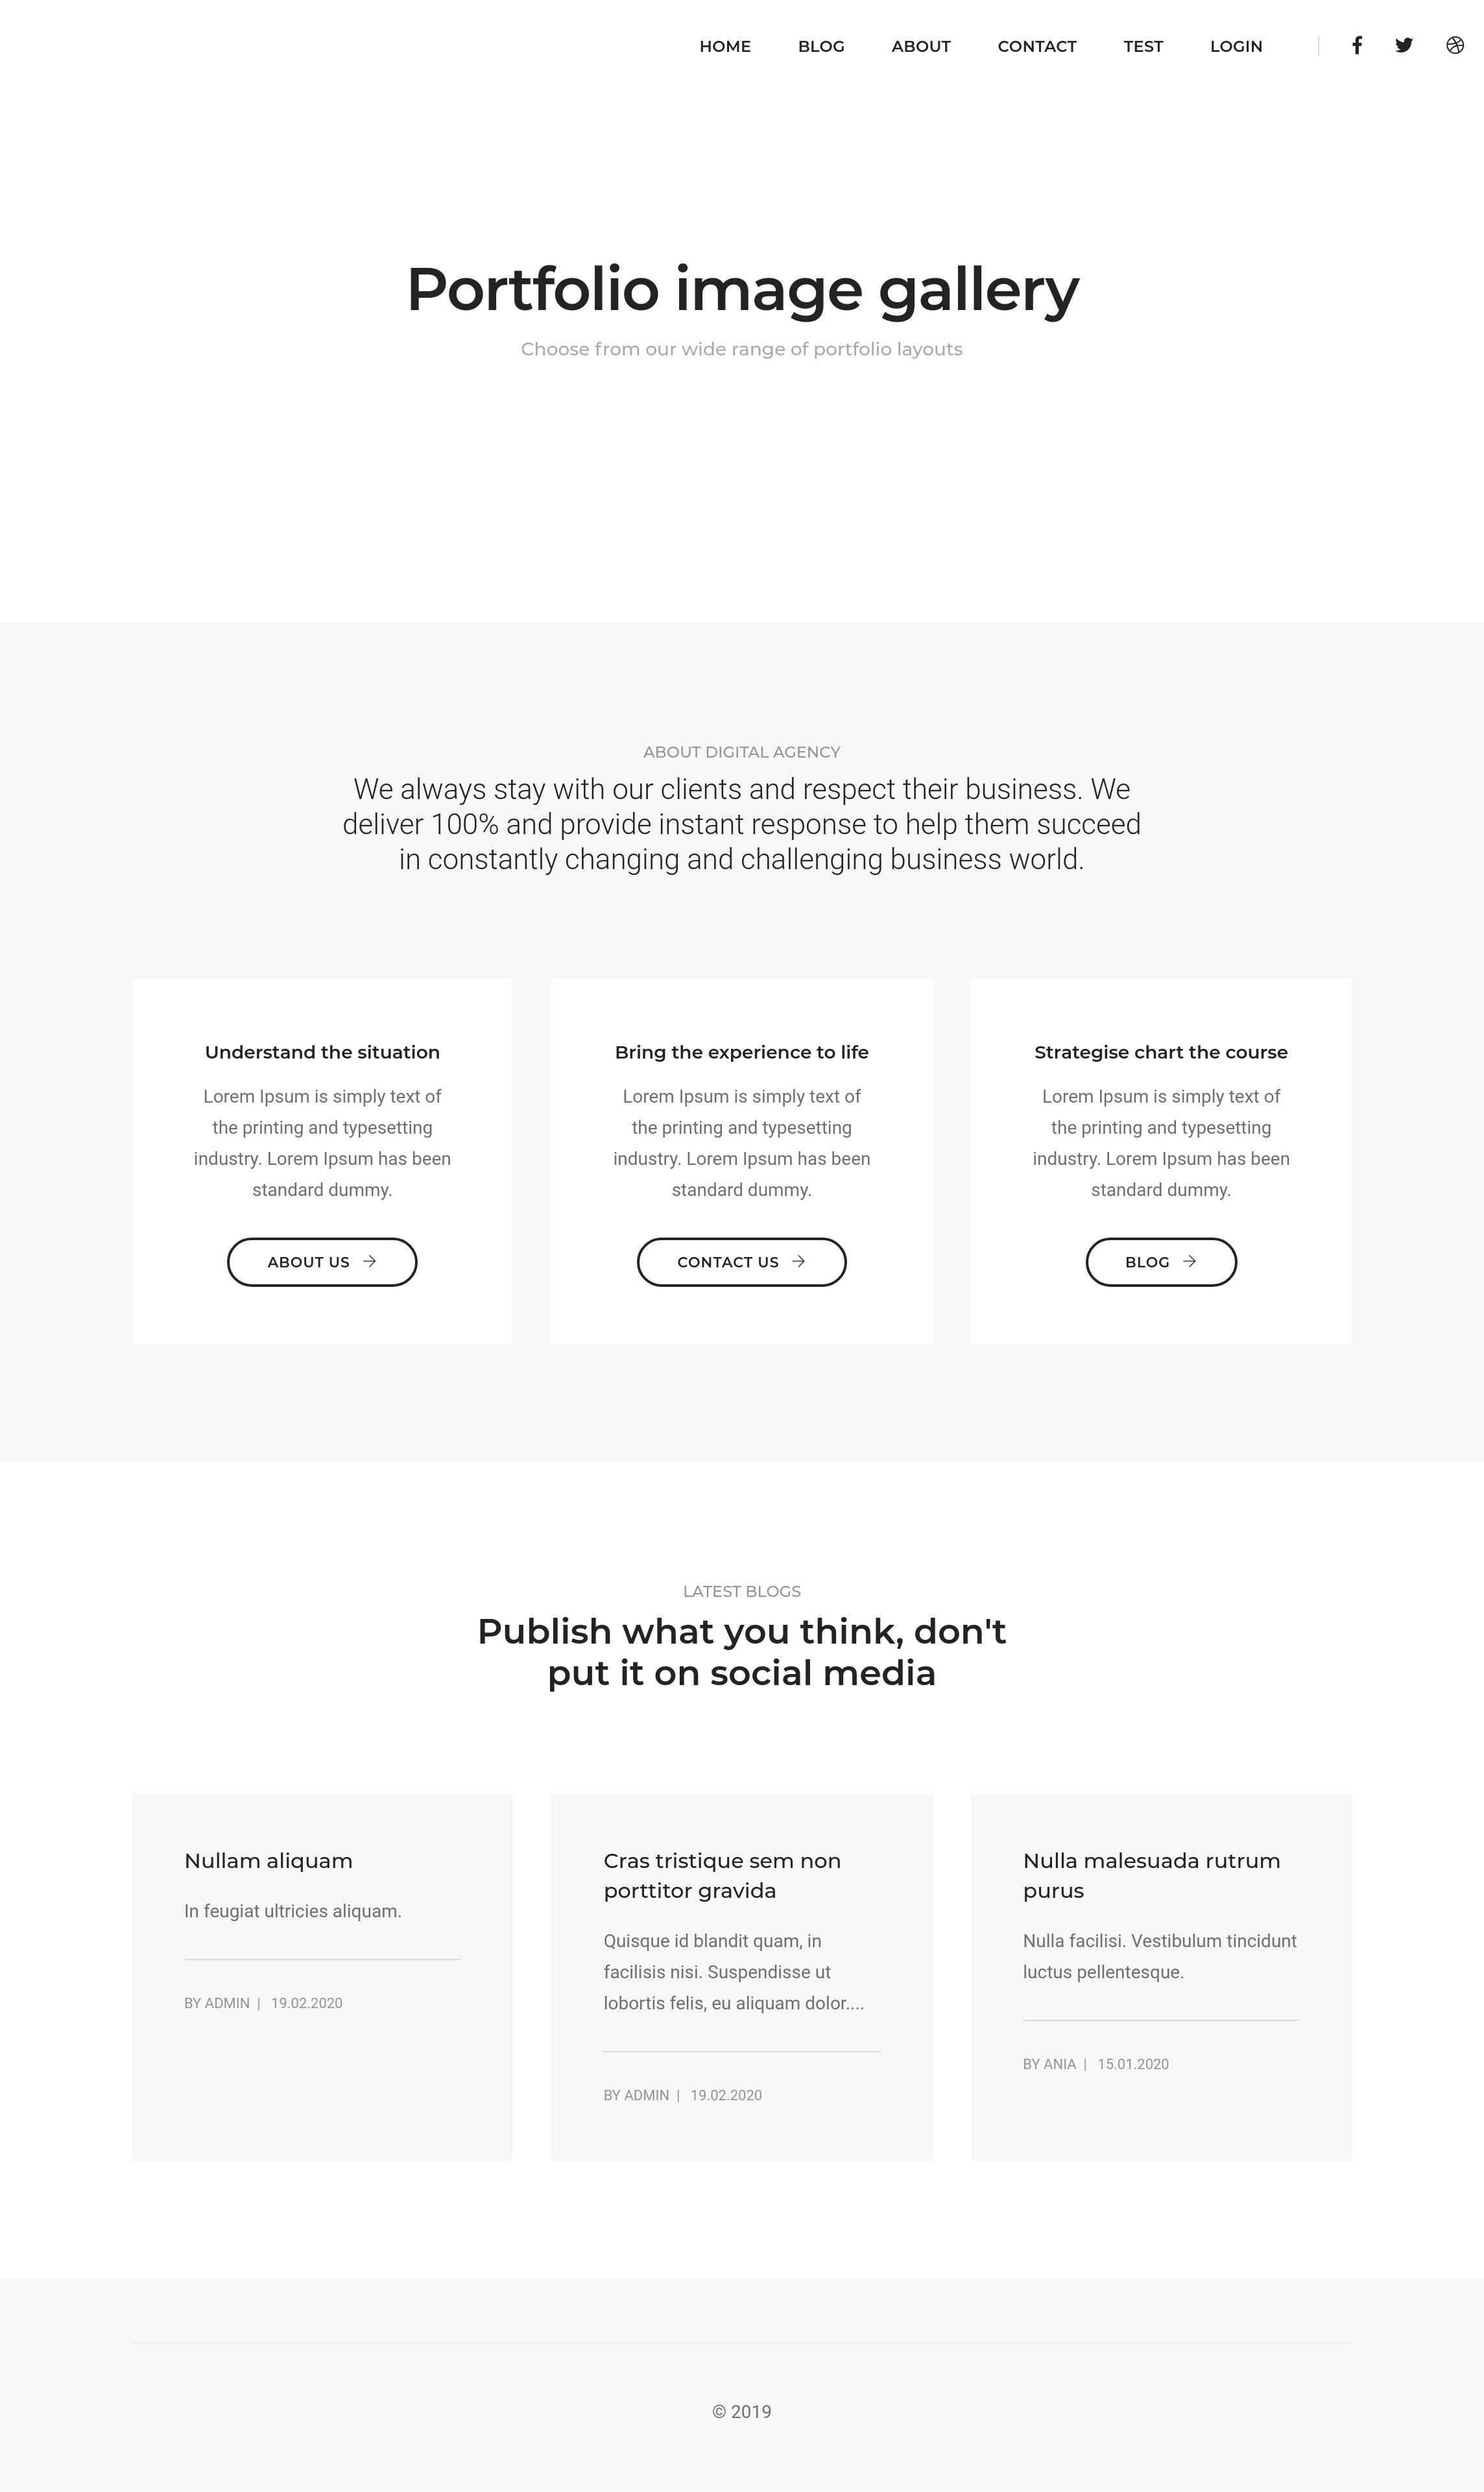 HOME BLOG ABOUT CONTACT TEST LOGIN
Portfolio image gallery
Choose from our wide range of portfolio layouts
ABOUT DIGITAL AGENCY
We always stay with our clients and respect their business. We
deliver 100% and provide instant response to help them succeed
in constantly changing and challenging business world.
Understand the situation
Lorem Ipsum is simply text of
the printing and typesetting
industry. Lorem Ipsum has been
standard dummy.
ABOUT US
Bring the experience to life
Lorem Ipsum is simply text of
the printing and typesetting
industry. Lorem Ipsum has been
standard dummy.
CONTACT US
Strategise chart the course
Lorem Ipsum is simply text of
the printing and typesetting
industry. Lorem Ipsum has been
standard dummy.
BLOG
LATEST BLOGS
Publish what you think, don't
put it on social media
Nullam aliquam
In feugiat ultricies aliquam.
BY ADMIN | 19.02.2020
Cras tristique sem non
porttitor gravida
Quisque id blandit quam, in
facilisis nisi. Suspendisse ut
lobortis felis, eu aliquam dolor....
BY ADMIN | 19.02.2020
Nulla malesuada rutrum
purus
Nulla facilisi. Vestibulum tincidunt
luctus pellentesque.
BY ANIA | 15.01.2020
© 2019